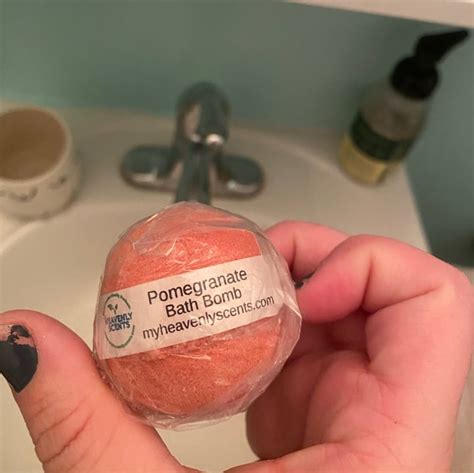 Pomegranate
Bath Bomb
myheavenlyscents.com
HEAVENLY
SCENTS